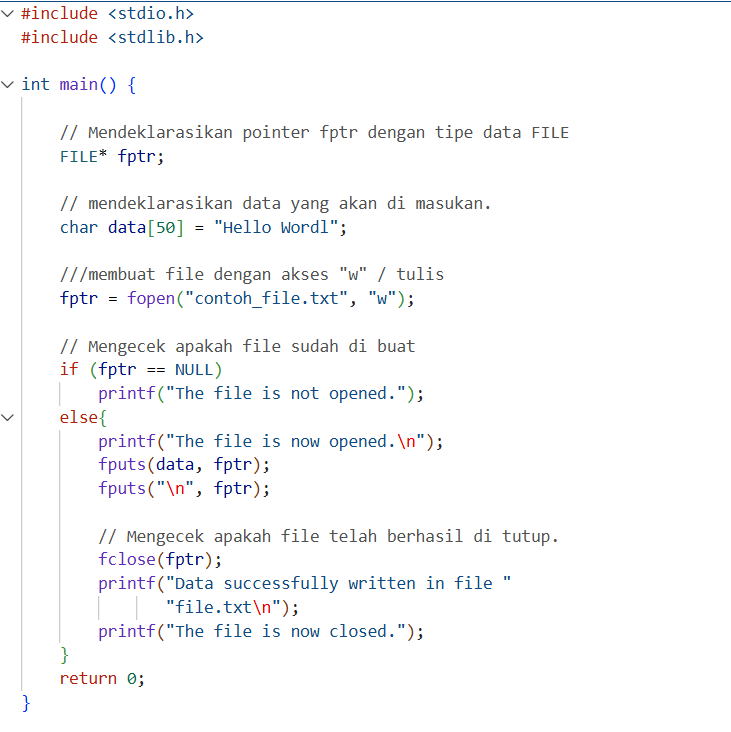 #include <stdio.h>
#include <stdlib.h>
int main() {
// Mendeklarasikan pointer fptr dengan tipe data FILE
FILE* fptr;
// mendeklarasikan data yang akan di masukan.
char data[50] = "Hello Wordl";
///membuat file dengan akses "w" / tulis
fptr = fopen("contoh_file.txt", "w");
// Mengecek apakah file sudah di buat
if (fptr == NULL)
printf("The file is not opened.");
else{
printf("The file is now opened.\n");
fputs(data, fptr);
fputs("\n", fptr);
// Mengecek apakah file telah berhasil di tutup.
fclose(fptr);
printf("Data successfully written in file "
"file.txt\n");
printf("The file is now closed.");
}
return 0;
}